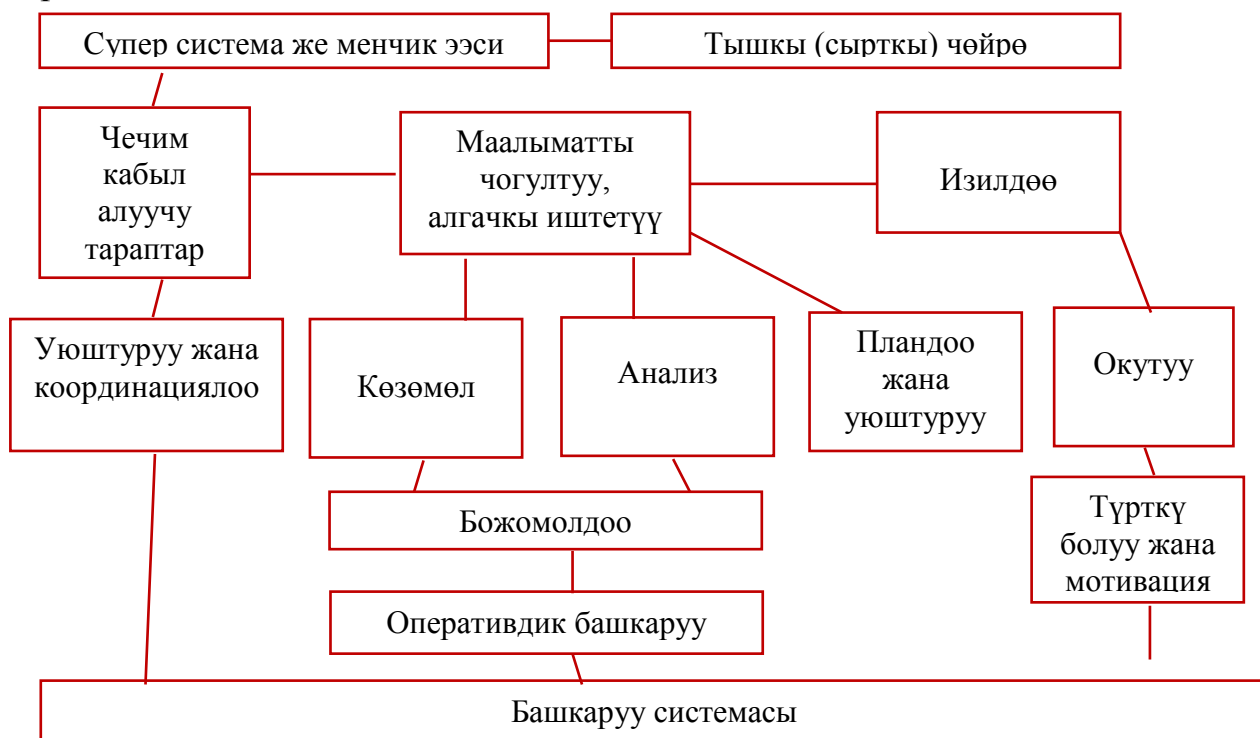 Супер система же менчик ээси
Тышкы (сырткы) чөйрө
Чечим
кабыл
алуучу
тараптар
Маалыматты
чогултуу,
алгачкы иштетүү
Изилдөө
Уюштуруу жана
координациялоо
Көзөмөл
Анализ
Пландоо
жана
уюштуруу
Окутуу
Божомолдоо
Түрткү
болуу жана
мотивация
Оперативдик башкаруу
Башкаруу системасы